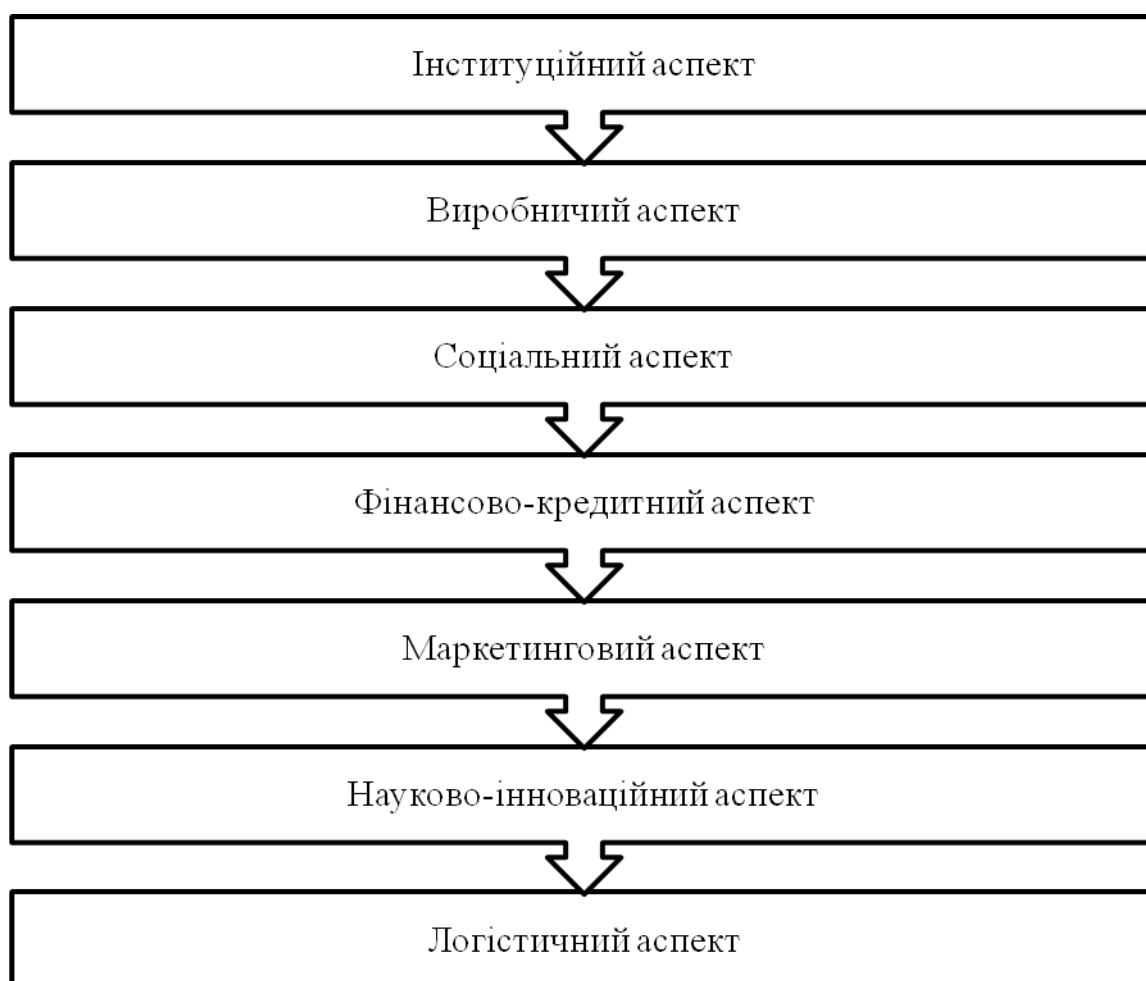 Інституційний аспект
Виробничий аспект
Соціальний аспект
Фінансово-кредитний аспект
Маркетинговий аспект
Науково-інноваційний аспект
Логістичний аспект